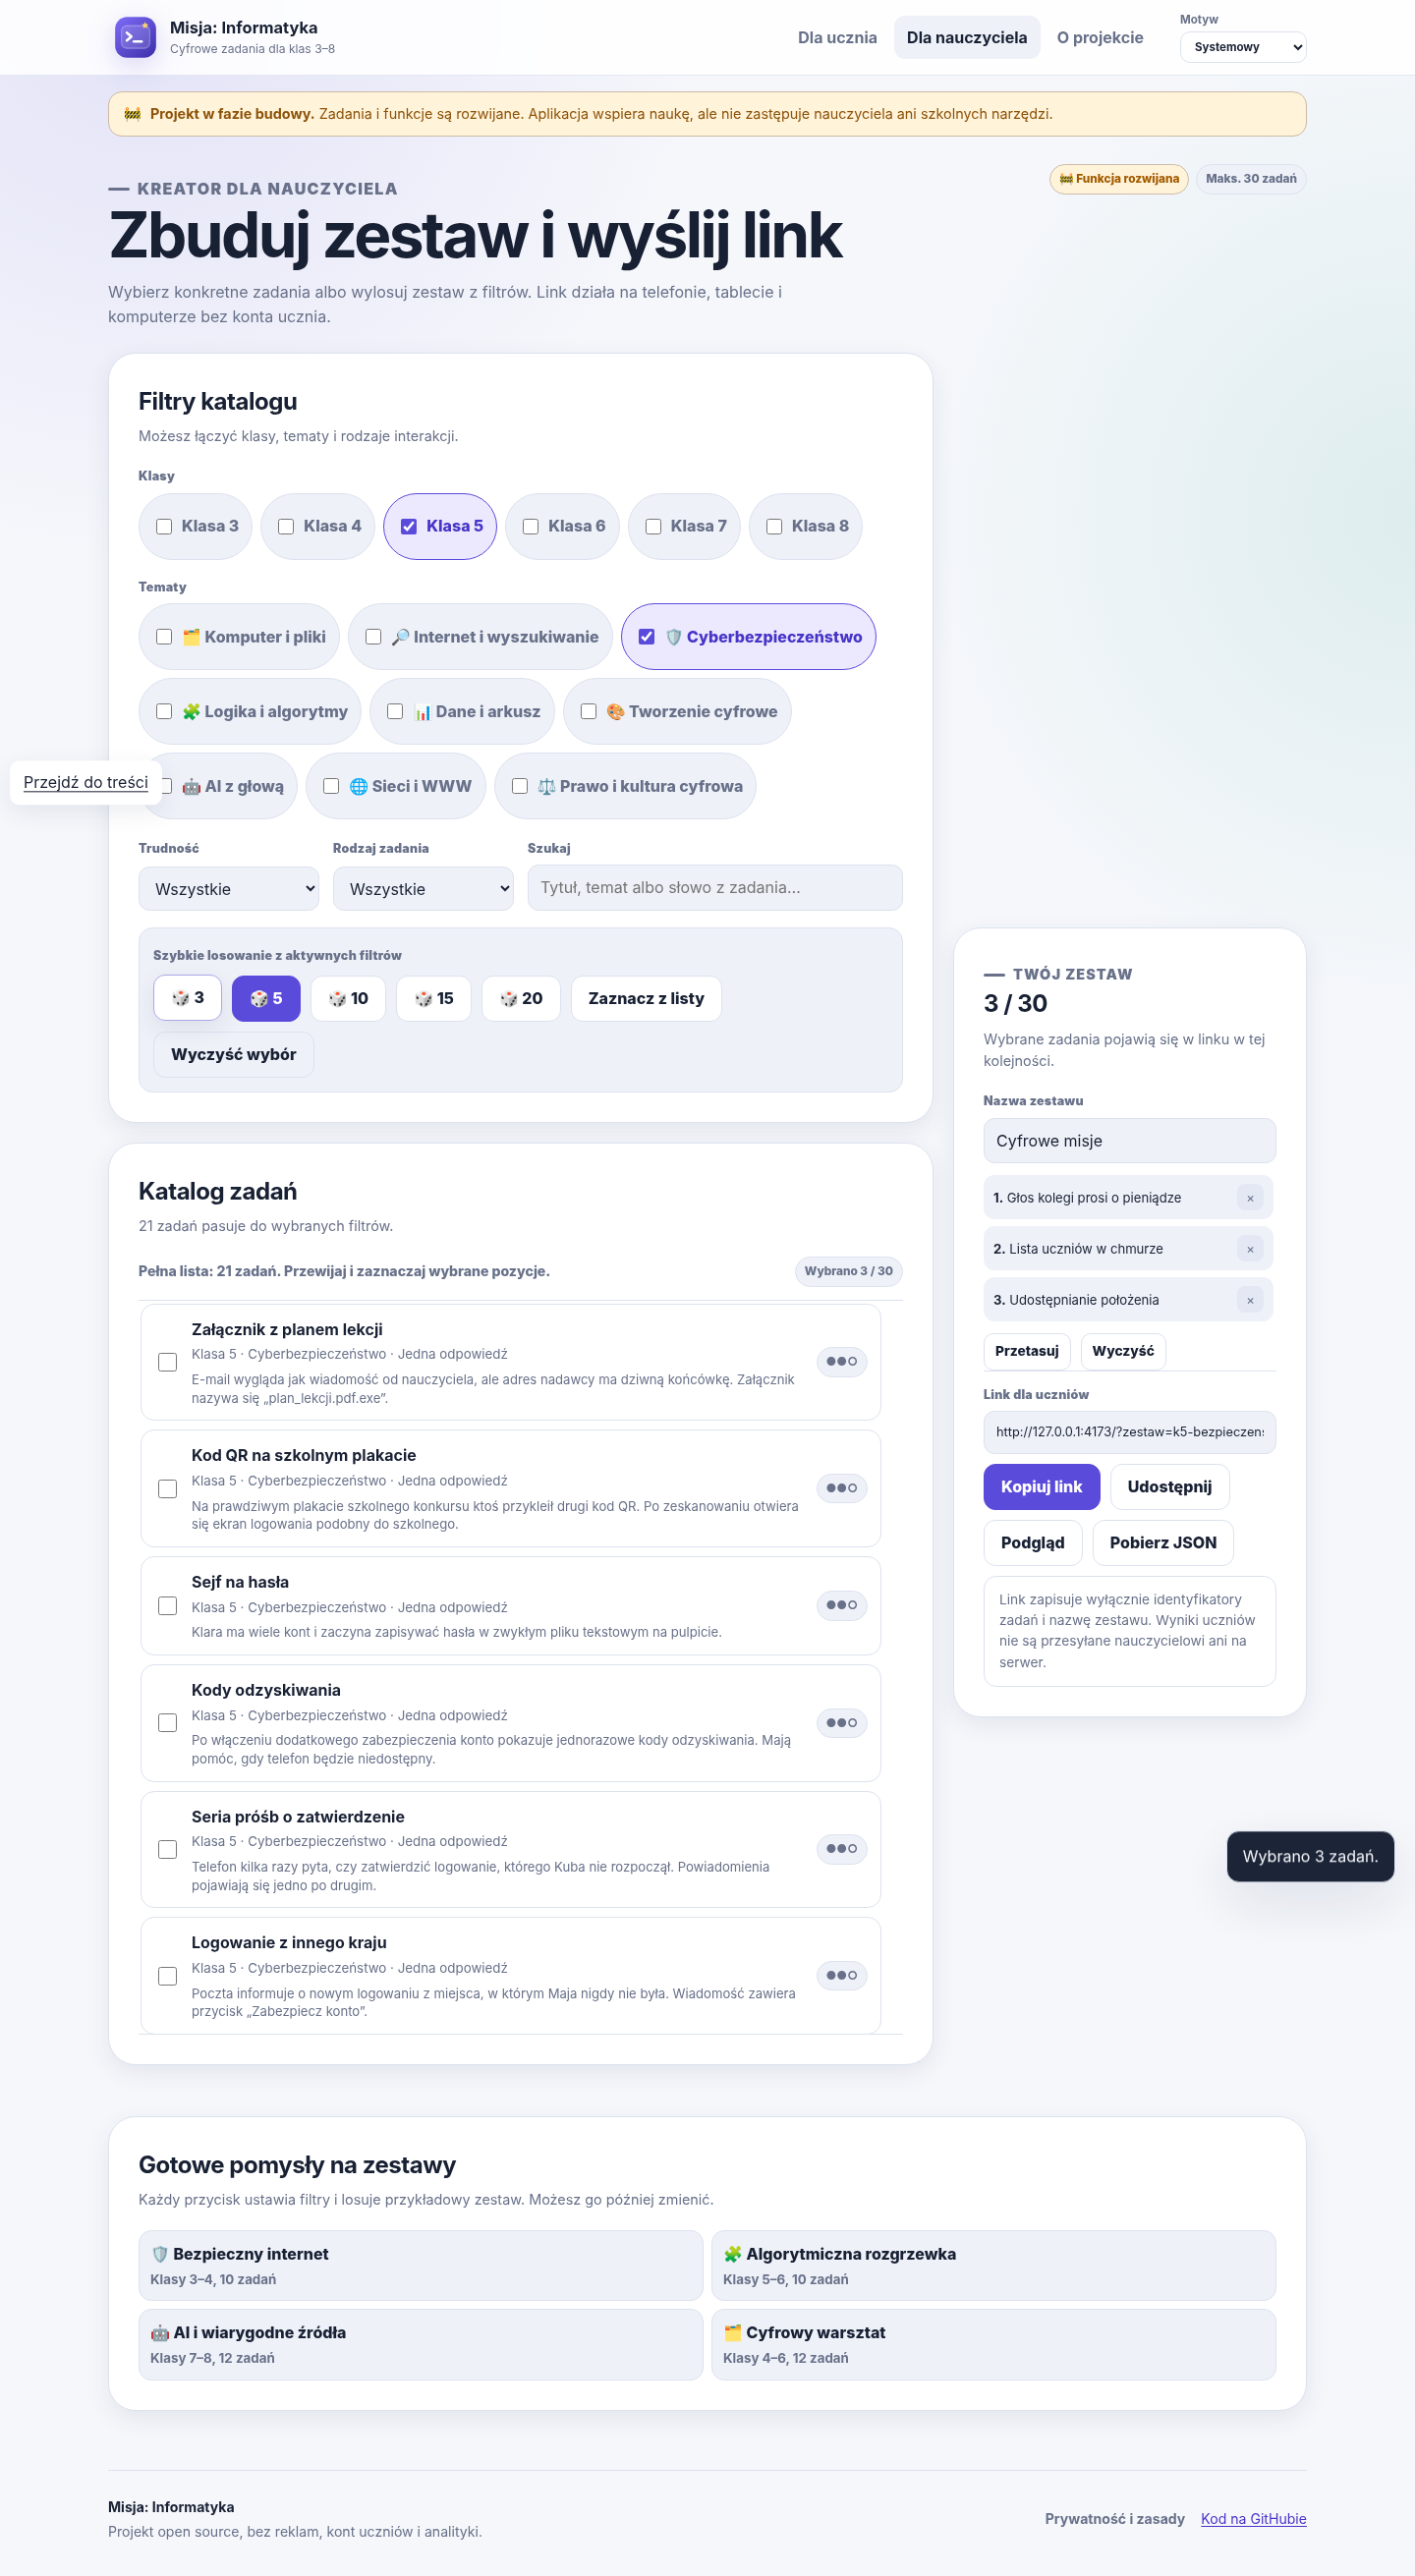 Misja: Informatyka
Cyfrowe zadania dla klas 3–8
Dla ucznia
Dla nauczyciela
O projekcie
Motyw
Systemowy
🚧 Projekt w fazie budowy. Zadania i funkcje są rozwijane. Aplikacja wspiera naukę, ale nie zastępuje nauczyciela ani szkolnych narzędzi.
KREATOR DLA NAUCZYCIELA
🚧 Funkcja rozwijana
Maks. 30 zadań
Zbuduj zestaw i wyślij link
Wybierz konkretne zadania albo wylosuj zestaw z filtrów. Link działa na telefonie, tablecie i
komputerze bez konta ucznia.
Filtry katalogu
Możesz łączyć klasy, tematy i rodzaje interakcji.
Klasy
Klasa 3
Klasa 4
Klasa 5
Klasa 6
Klasa 7
Klasa 8
Tematy
🗂️ Komputer i pliki
🔎 Internet i wyszukiwanie
🛡️ Cyberbezpieczeństwo
🧩 Logika i algorytmy
📊 Dane i arkusz
🎨 Tworzenie cyfrowe
Przejdź do treści
🤖 AI z głową
🌐 Sieci i WWW
⚖️ Prawo i kultura cyfrowa
Trudność
Wszystkie
Rodzaj zadania
Wszystkie
Szukaj
Tytuł, temat albo słowo z zadania...
Szybkie losowanie z aktywnych filtrów
🎲 3
🎲 5
🎲 10
🎲 15
🎲 20
Zaznacz z listy
Wyczyść wybór
Katalog zadań
21 zadań pasuje do wybranych filtrów.
Pełna lista: 21 zadań. Przewijaj i zaznaczaj wybrane pozycje.
Wybrano 3 / 30
Załącznik z planem lekcji
Klasa 5 · Cyberbezpieczeństwo · Jedna odpowiedź
E-mail wygląda jak wiadomość od nauczyciela, ale adres nadawcy ma dziwną końcówkę. Załącznik
nazywa się „plan_lekcji.pdf.exe”.
●●○
Kod QR na szkolnym plakacie
Klasa 5 · Cyberbezpieczeństwo · Jedna odpowiedź
Na prawdziwym plakacie szkolnego konkursu ktoś przykleił drugi kod QR. Po zeskanowaniu otwiera
się ekran logowania podobny do szkolnego.
●●○
Sejf na hasła
Klasa 5 · Cyberbezpieczeństwo · Jedna odpowiedź
Klara ma wiele kont i zaczyna zapisywać hasła w zwykłym pliku tekstowym na pulpicie.
●●○
Kody odzyskiwania
Klasa 5 · Cyberbezpieczeństwo · Jedna odpowiedź
Po włączeniu dodatkowego zabezpieczenia konto pokazuje jednorazowe kody odzyskiwania. Mają
pomóc, gdy telefon będzie niedostępny.
●●○
Seria próśb o zatwierdzenie
Klasa 5 · Cyberbezpieczeństwo · Jedna odpowiedź
Telefon kilka razy pyta, czy zatwierdzić logowanie, którego Kuba nie rozpoczął. Powiadomienia
pojawiają się jedno po drugim.
●●○
Logowanie z innego kraju
Klasa 5 · Cyberbezpieczeństwo · Jedna odpowiedź
Poczta informuje o nowym logowaniu z miejsca, w którym Maja nigdy nie była. Wiadomość zawiera
przycisk „Zabezpiecz konto”.
●●○
TWÓJ ZESTAW
3 / 30
Wybrane zadania pojawią się w linku w tej
kolejności.
Nazwa zestawu
Cyfrowe misje
1. Głos kolegi prosi o pieniądze ×
2. Lista uczniów w chmurze ×
3. Udostępnianie położenia ×
Przetasuj
Wyczyść
Link dla uczniów
http://127.0.0.1:4173/?zestaw=k5-bezpieczens
Kopiuj link
Udostępnij
Podgląd
Pobierz JSON
Link zapisuje wyłącznie identyfikatory
zadań i nazwę zestawu. Wyniki uczniów
nie są przesyłane nauczycielowi ani na
serwer.
Wybrano 3 zadań.
Gotowe pomysły na zestawy
Każdy przycisk ustawia filtry i losuje przykładowy zestaw. Możesz go później zmienić.
🛡️ Bezpieczny internet
Klasy 3–4, 10 zadań
🧩 Algorytmiczna rozgrzewka
Klasy 5–6, 10 zadań
🤖 AI i wiarygodne źródła
Klasy 7–8, 12 zadań
🗂️ Cyfrowy warsztat
Klasy 4–6, 12 zadań
Misja: Informatyka
Projekt open source, bez reklam, kont uczniów i analityki.
Prywatność i zasady
Kod na GitHubie